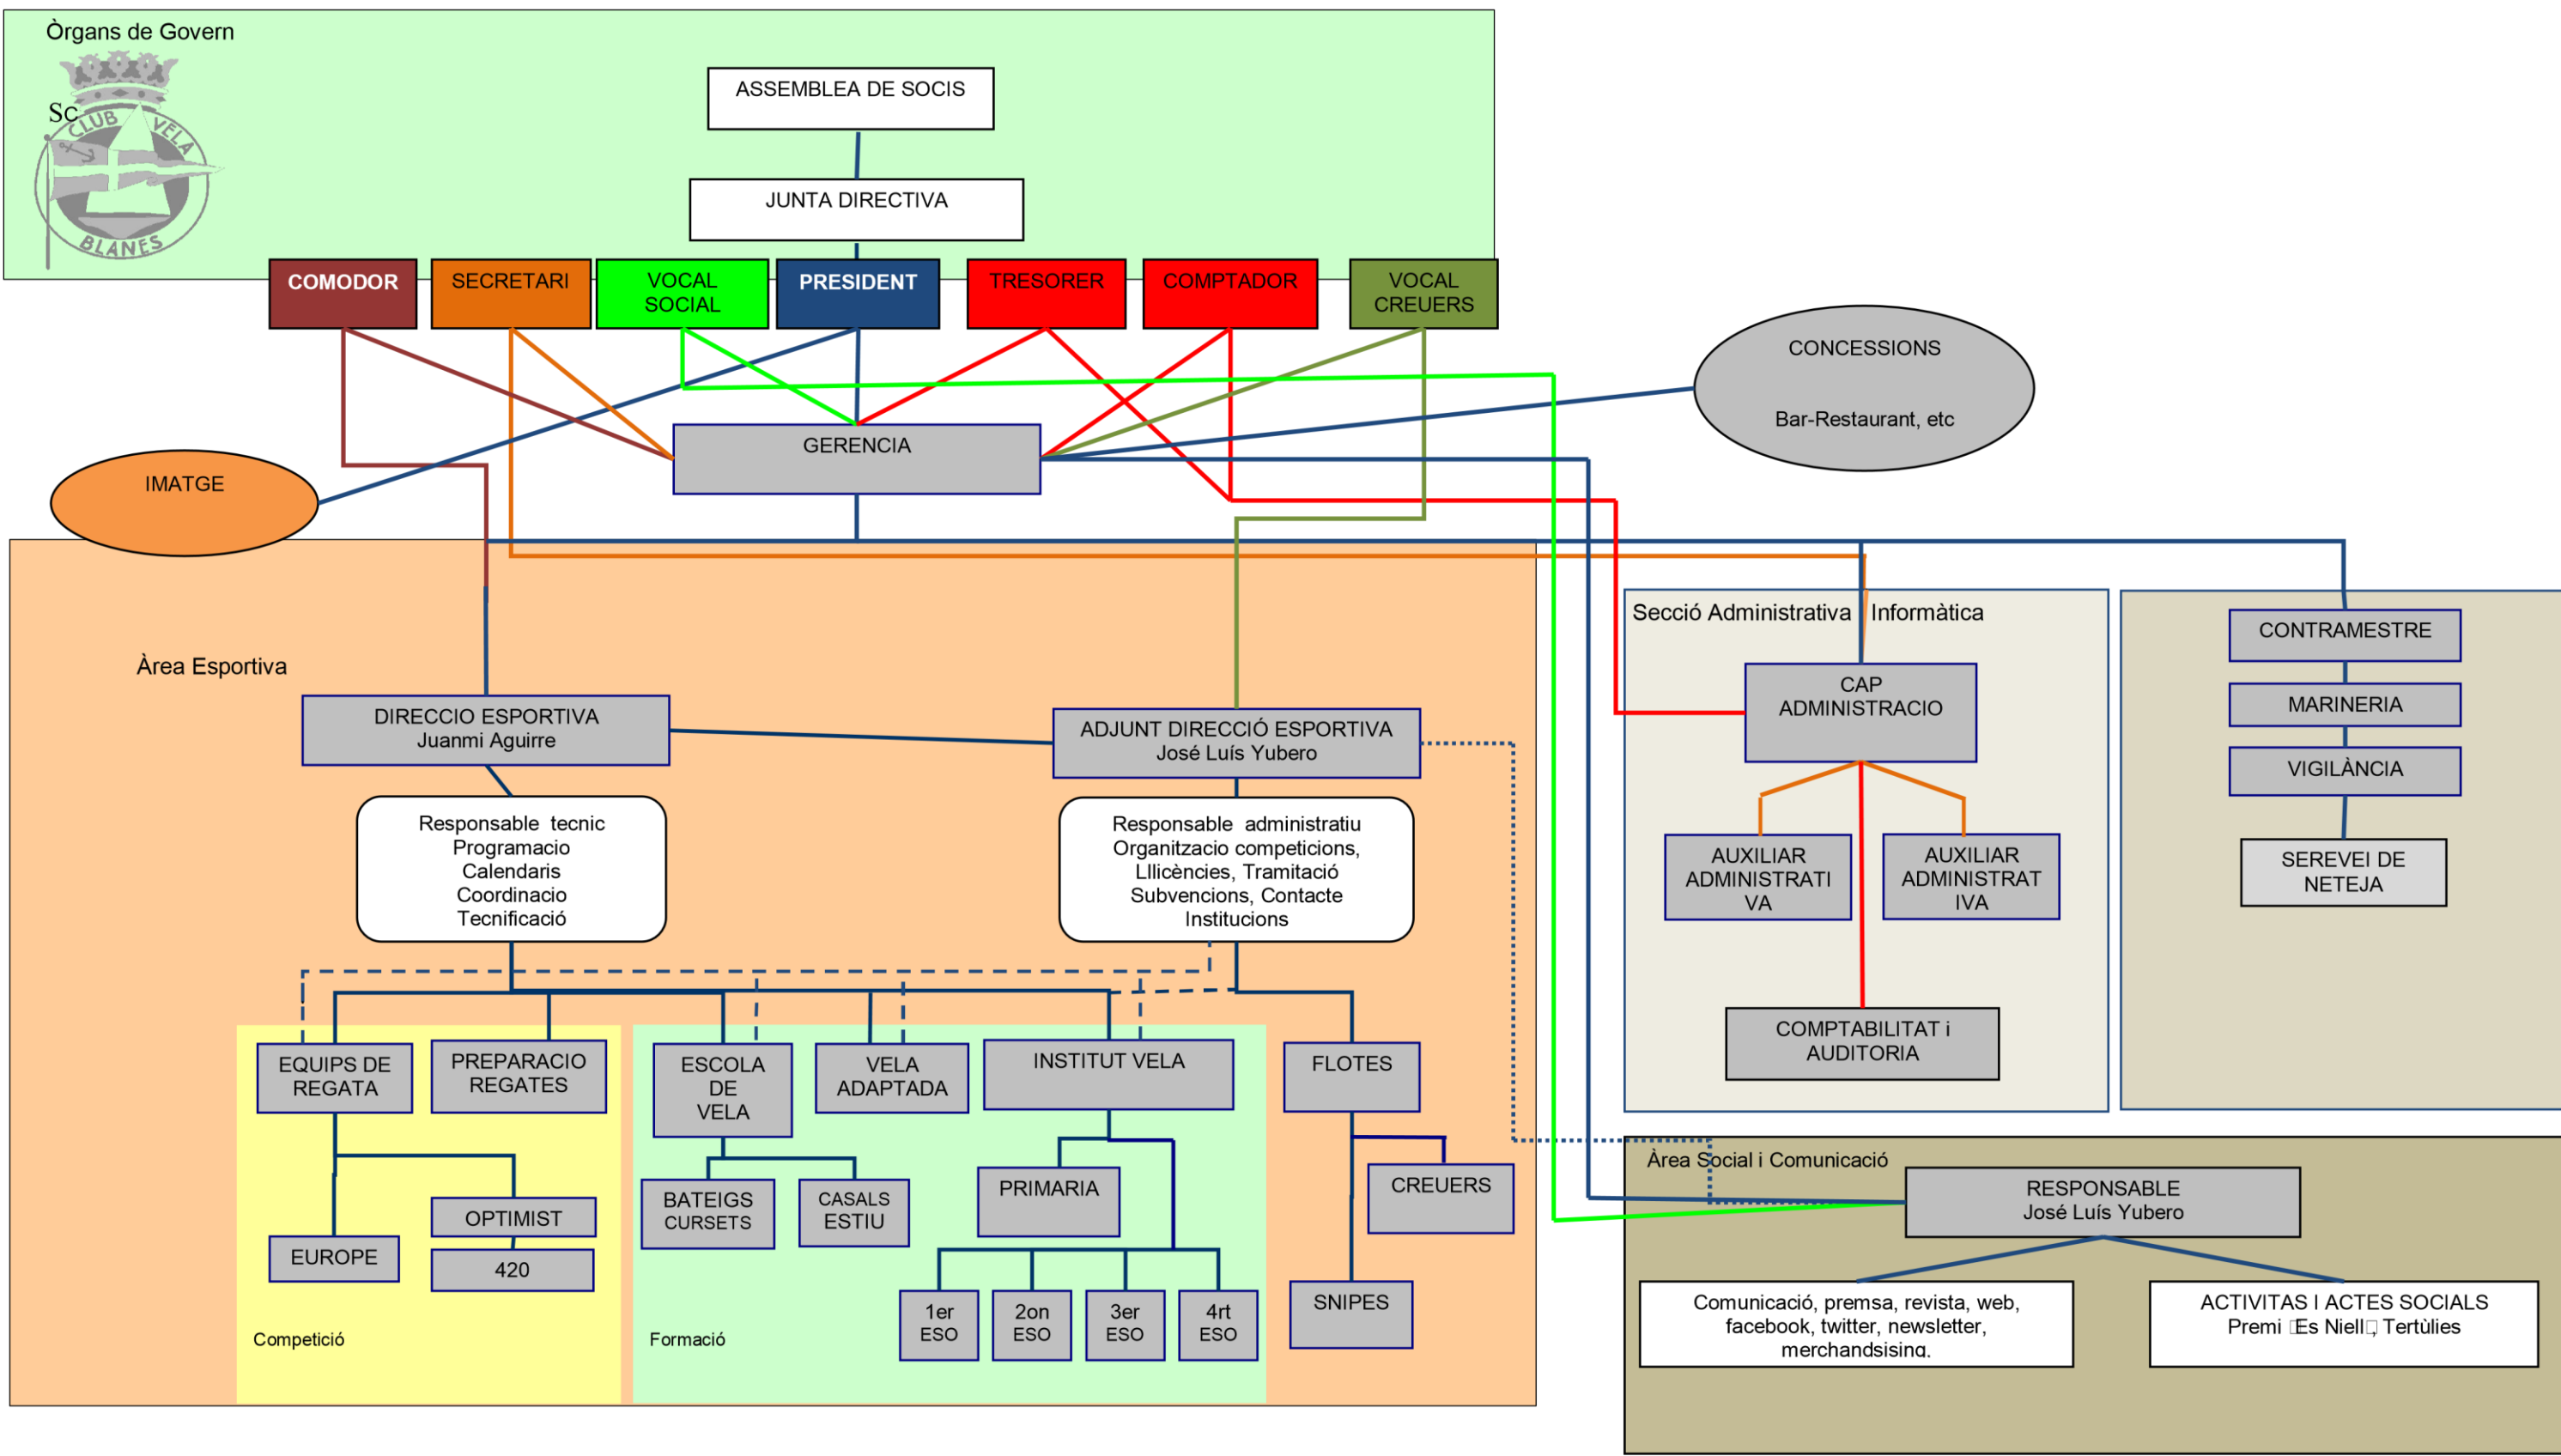 Òrgans de Govern
Sc
CLUB VELA
BLANES
ASSEMBLEA DE SOCIS
JUNTA DIRECTIVA
COMODOR
SECRETARI
VOCAL
SOCIAL
PRESIDENT
TRESORER
COMPTADOR
VOCAL
CREUERS
CONCESSIONS
Bar-Restaurant, etc
GERENCIA
IMATGE
Àrea Esportiva
DIRECCIO ESPORTIVA
Juanmi Aguirre
ADJUNT DIRECCIÓ ESPORTIVA
José Luís Yubero
Responsable tecnic
Programacio
Calendaris
Coordinacio
Tecnificació
Responsable administratiu
Organitzacio competicions,
Lllicències, Tramitació
Subvencions, Contacte
Institucions
EQUIPS DE
REGATA
PREPARACIO
REGATES
ESCOLA
DE
VELA
VELA
ADAPTADA
INSTITUT VELA
FLOTES
BATEIGS
CURSETS
CASALS
ESTIU
PRIMARIA
CREUERS
OPTIMIST
EUROPE
420
1er
ESO
2on
ESO
3er
ESO
4rt
ESO
SNIPES
Competició
Formació
Secció Administrativa Informàtica
CAP
ADMINISTRACIO
AUXILIAR
ADMINISTRATI
VA
AUXILIAR
ADMINISTRAT
IVA
COMPTABILITAT i
AUDITORIA
CONTRAMESTRE
MARINERIA
VIGILÀNCIA
SEREVEI DE
NETEJA
Àrea Social i Comunicació
RESPONSABLE
José Luís Yubero
Comunicació, premsa, revista, web,
facebook, twitter, newsletter,
merchandsising.
ACTIVITAS I ACTES SOCIALS
Premi Es Niell, Tertùlies